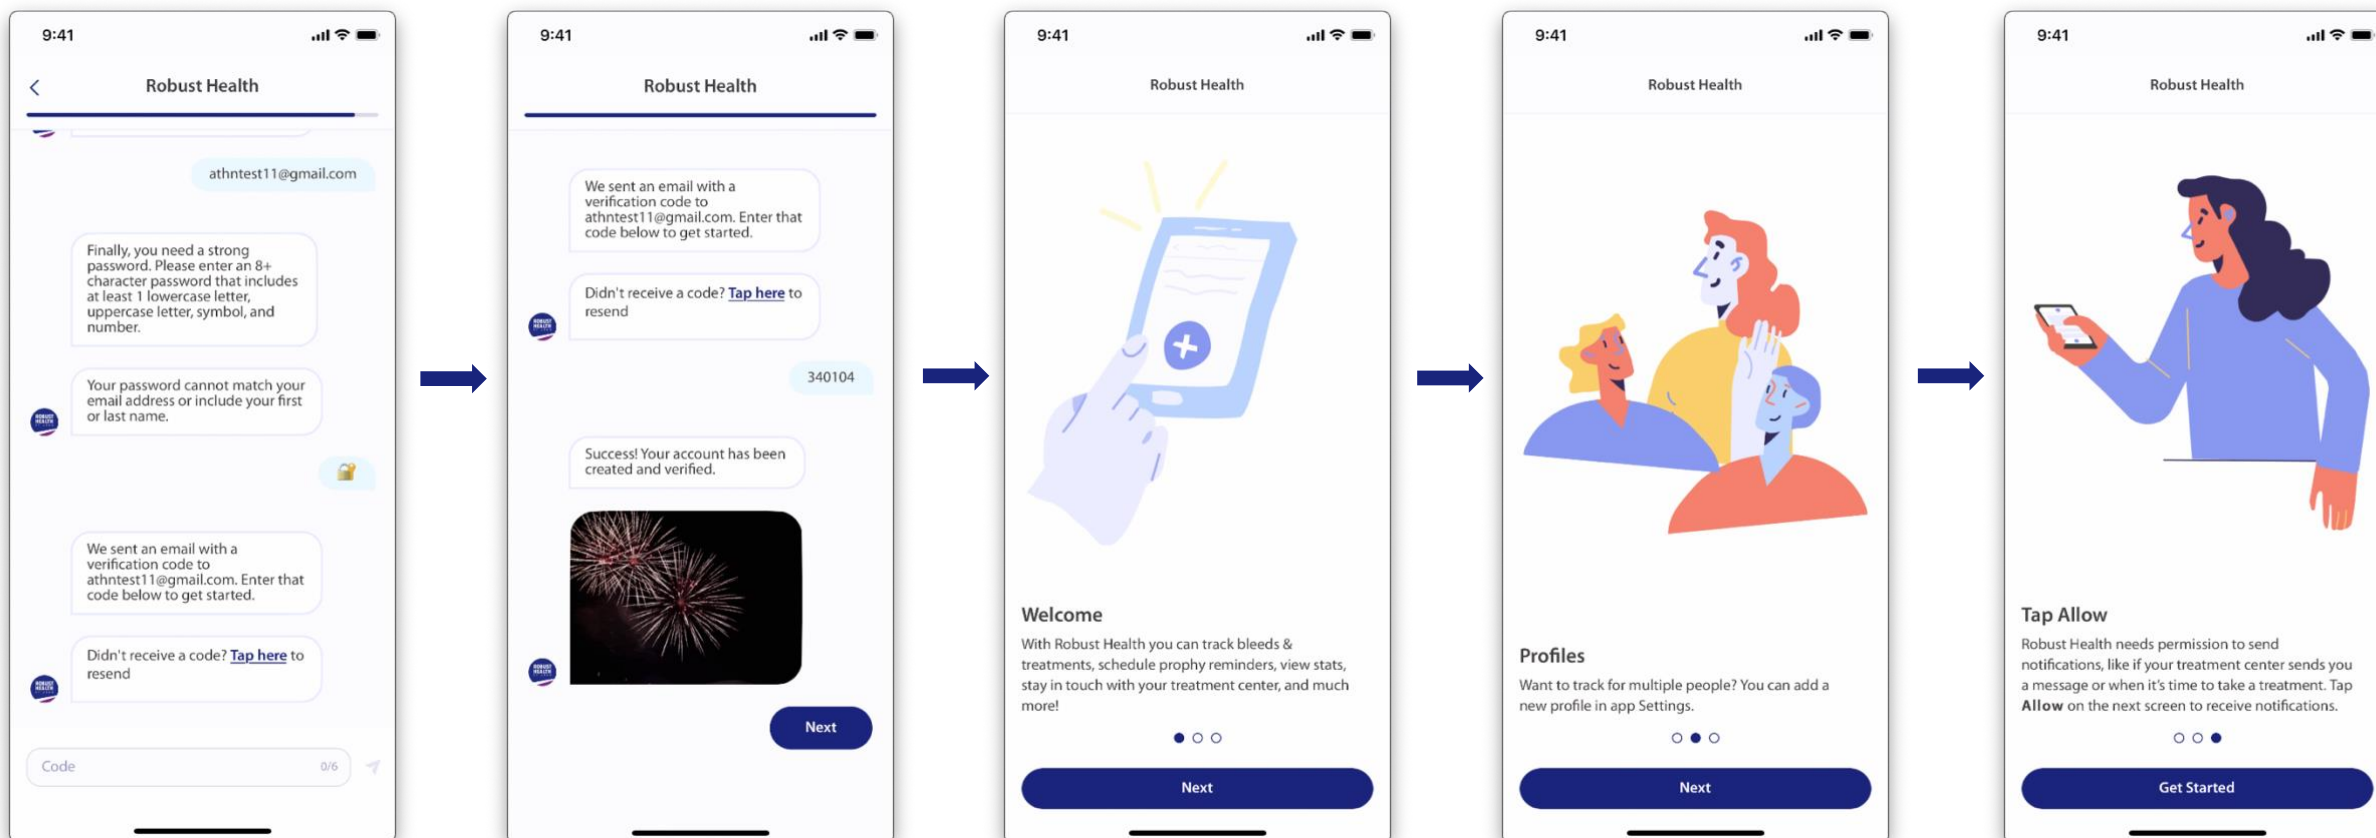 9:41
Robust Health
athntest11@gmail.com
Finally, you need a strong
password. Please enter an 8+
character password that includes
at least 1 lowercase letter,
uppercase letter, symbol, and
number.
Your password cannot match your
email address or include your first
or last name.
ROBUST
HEALTH
We sent an email with a
verification code to
athntest11@gmail.com. Enter that
code below to get started.
Didn't receive a code? Tap here to
resend
ROBUST
HEALTH
Code 0/6
9:41
Robust Health
We sent an email with a
verification code to
athntest11@gmail.com. Enter that
code below to get started.
Didn't receive a code? Tap here to
resend
ROBUST
HEALTH
340104
Success! Your account has been
created and verified.
ROBUST
HEALTH
Next
9:41
Robust Health
Welcome
With Robust Health you can track bleeds &
treatments, schedule prophy reminders, view stats,
stay in touch with your treatment center, and much
more!
Next
9:41
Robust Health
Profiles
Want to track for multiple people? You can add a
new profile in app Settings.
Next
9:41
Robust Health
Tap Allow
Robust Health needs permission to send
notifications, like if your treatment center sends you
a message or when it's time to take a treatment. Tap
Allow on the next screen to receive notifications.
Get Started